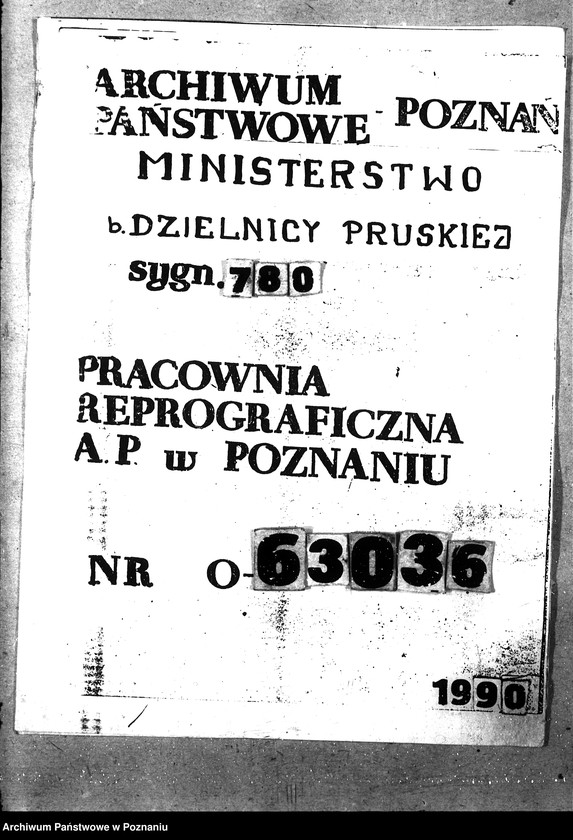 ARCHIWUM
PAŃSTWOWE - POZNAŃ
MINISTERSTWO
b. DZIELNICY PRUSKIEJ
sygn. 780
PRACOWNIA
REPROGRAFICZNA
A.P. w POZNANIU
NR O-63036
1990
Archiwum Państwowe w Poznaniu